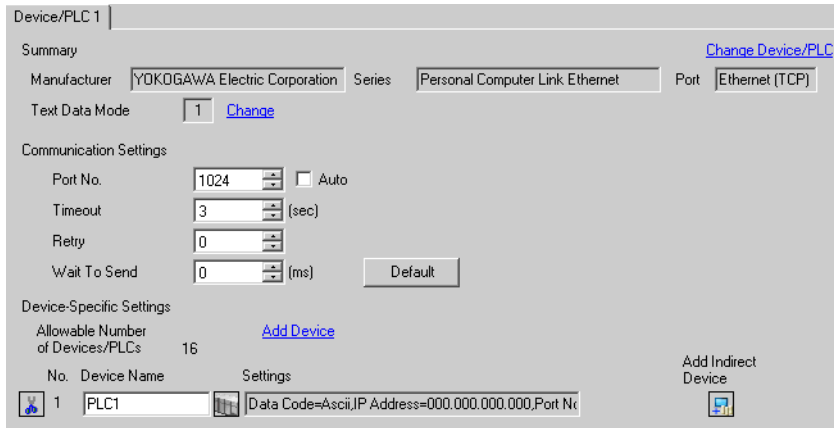 Device/PLC 1
Summary Change Device/PLC
Manufacturer YOKOGAWA Electric Corporation Series Personal Computer Link Ethernet Port Ethernet (TCP)
Text Data Mode 1 Change
Communication Settings
Port No. 1024 Auto
Timeout 3 (sec)
Retry 0
Wait To Send 0 (ms) Default
Device-Specific Settings
Allowable Number Add Device
of Devices/PLCs 16
Add Indirect
No. Device Name Settings Device
1 PLC1 Data Code=Ascii,IP Address=000.000.000.000,Port No